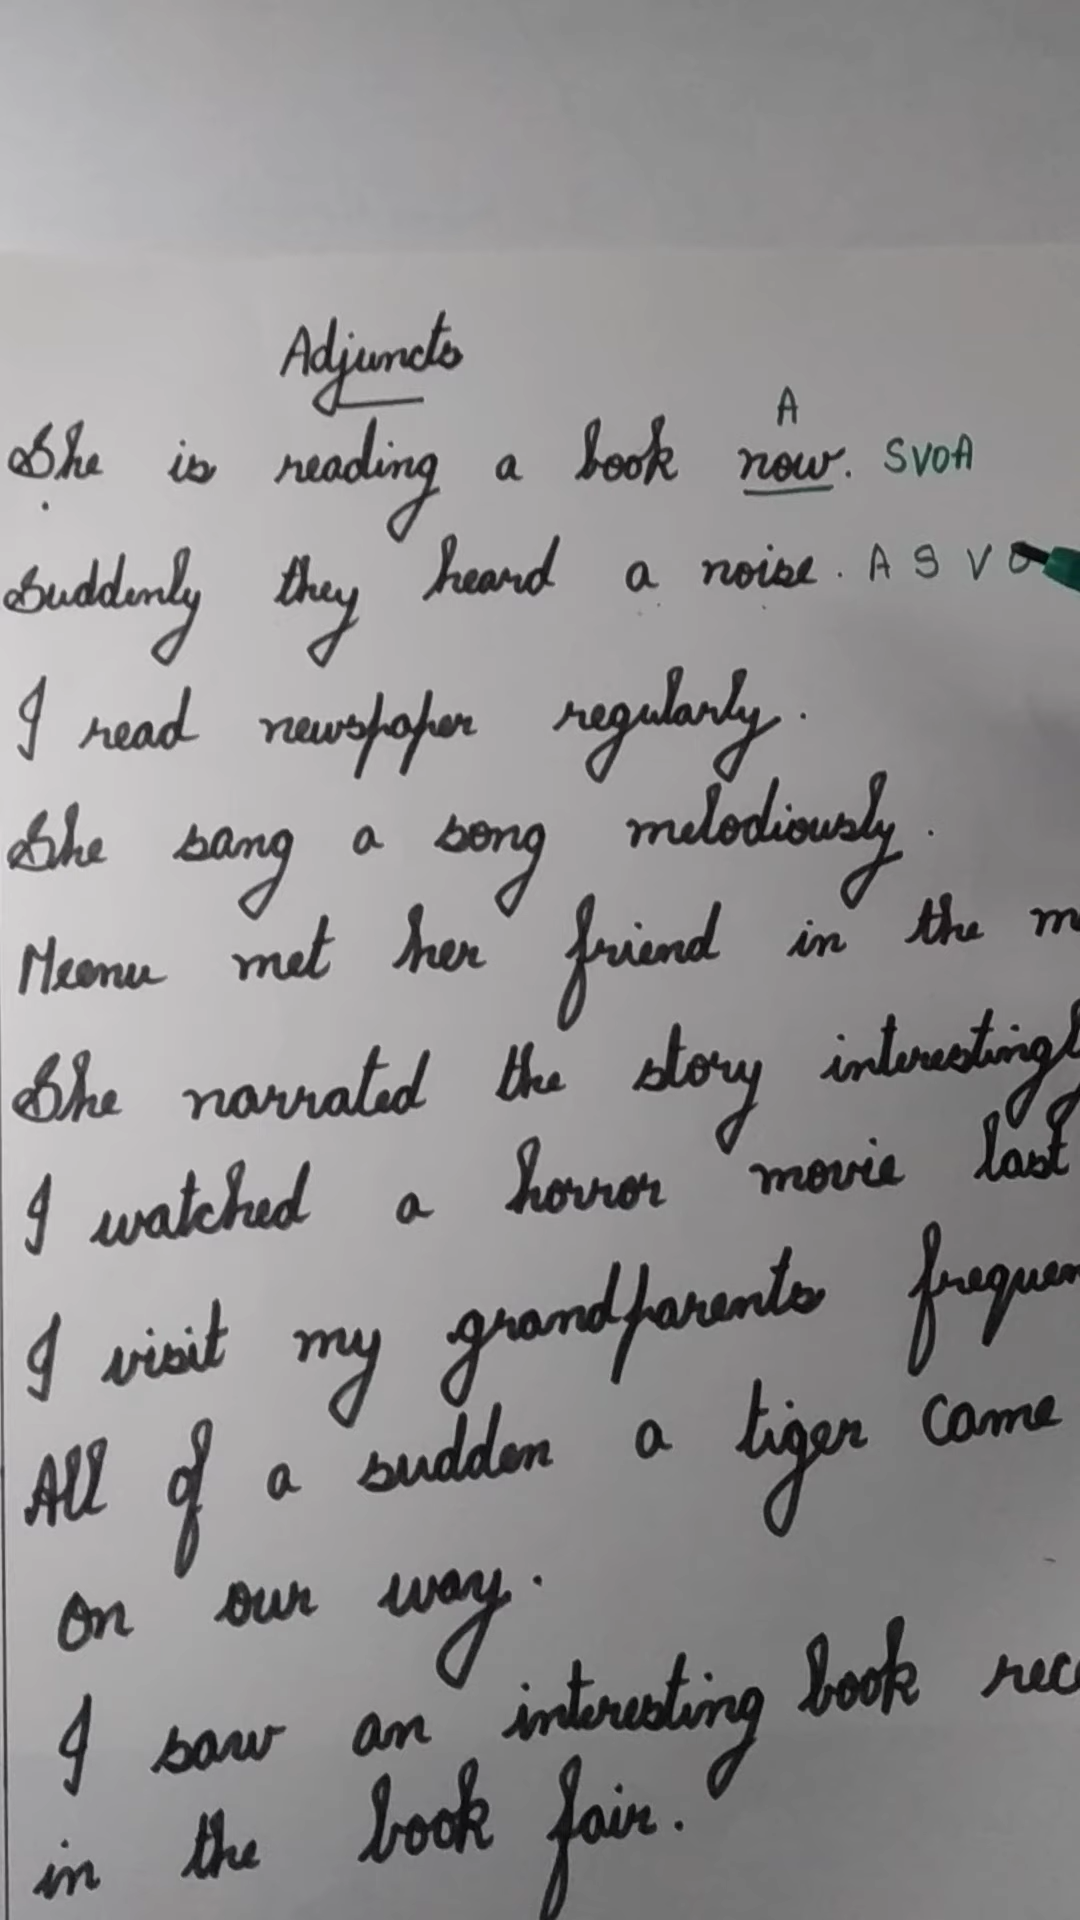 Adjuncts
A
She is reading a book now. SVOA
Suddenly they heard a noise. A S V O
I read newspaper regularly.
She sang a song melodiously.
Meenu met her friend in the
She narrated the story
I watched a horror movie last
I visit my grandparents
All of a sudden a tiger came
on our way.
I saw an interesting book
in the book fair.